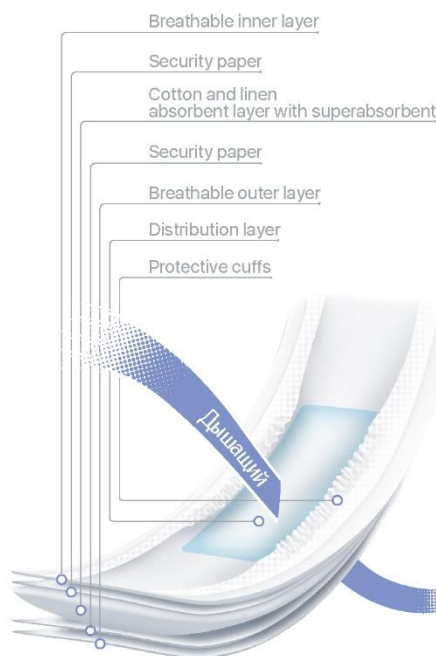 Breathable inner layer
Security paper
Cotton and linen
absorbent layer with superabsorbent
Security paper
Breathable outer layer
Distribution layer
Protective cuffs
Дышащий